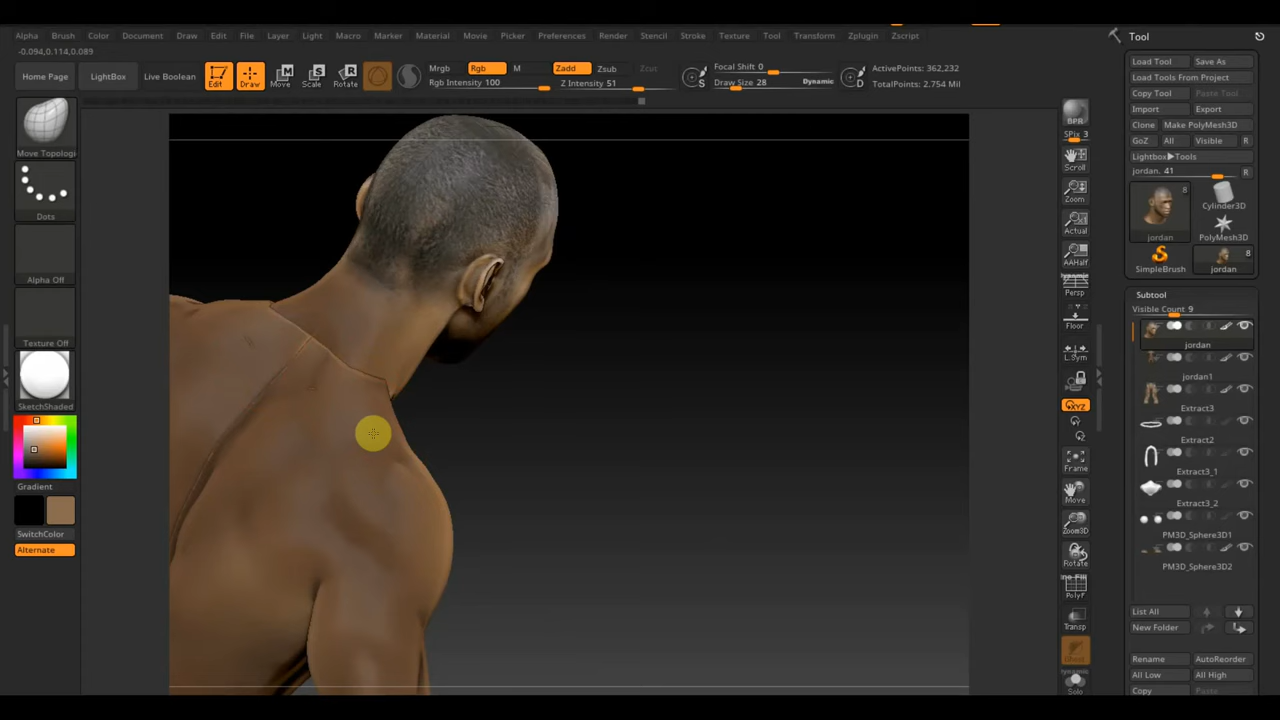 Alpha Brush Color Document Draw Edit File Layer Light Macro Marker Material Movie Picker Preferences Render Stencil Stroke Texture Tool Transform Zplugin Zscript
Tool
-0.094,0.114,0.089
Home Page
LightBox
Live Boolean
Edit
Draw
Move
Scale
Rotate
Mrgb
Rgb
M
Rgb Intensity 100
Zadd
Zsub
Zcut
Z Intensity 51
S
Focal Shift 0
Draw Size 28
Dynamic
D
ActivePoints: 362,232
TotalPoints: 2.754 Mil
Load Tool
Save As
Load Tools From Project
Copy Tool
Paste Tool
Import
Export
Clone
Make PolyMesh3D
GoZ
All
Visible
R
Lightbox▶Tools
jordan. 41
R
8
jordan
Cylinder3D
PolyMesh3D
SimpleBrush
8
jordan
Move Topologi
Dots
Alpha Off
Texture Off
SketchShaded
Gradient
SwitchColor
Alternate
BPR
SPix 3
Scroll
Zoom
Actual
AAHalf
Dynamic
Persp
Floor
L.Sym
XYZ
Frame
Move
Zoom3D
Rotate
PolyF
Transp
Ghost
Dynamic
Solo
Subtool
Visible Count 9
jordan
jordan1
Extract3
Extract2
Extract3_1
Extract3_2
PM3D_Sphere3D1
PM3D_Sphere3D2
List All
New Folder
Rename
AutoReorder
All Low
All High
Copy
Paste